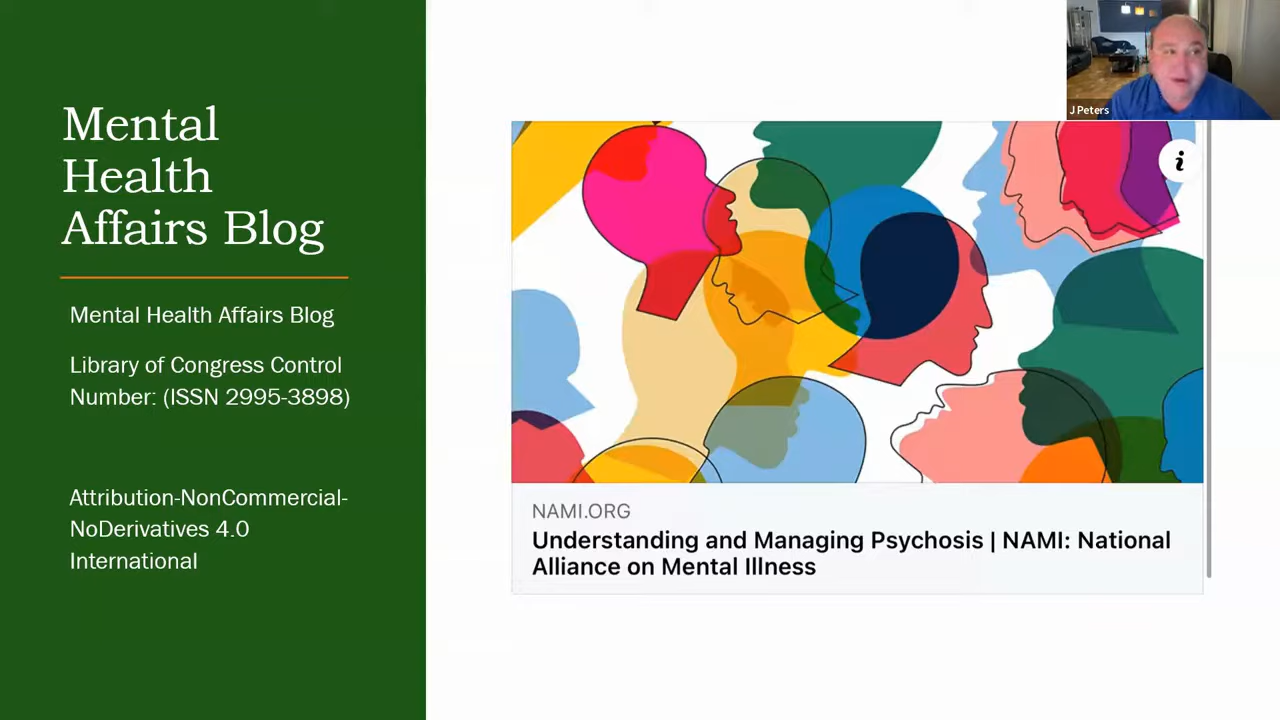 Mental
Health
Affairs Blog
Mental Health Affairs Blog
Library of Congress Control
Number: (ISSN 2995-3898)
Attribution-NonCommercial-
NoDerivatives 4.0
International
J Peters
i
NAMI.ORG
Understanding and Managing Psychosis | NAMI: National
Alliance on Mental Illness